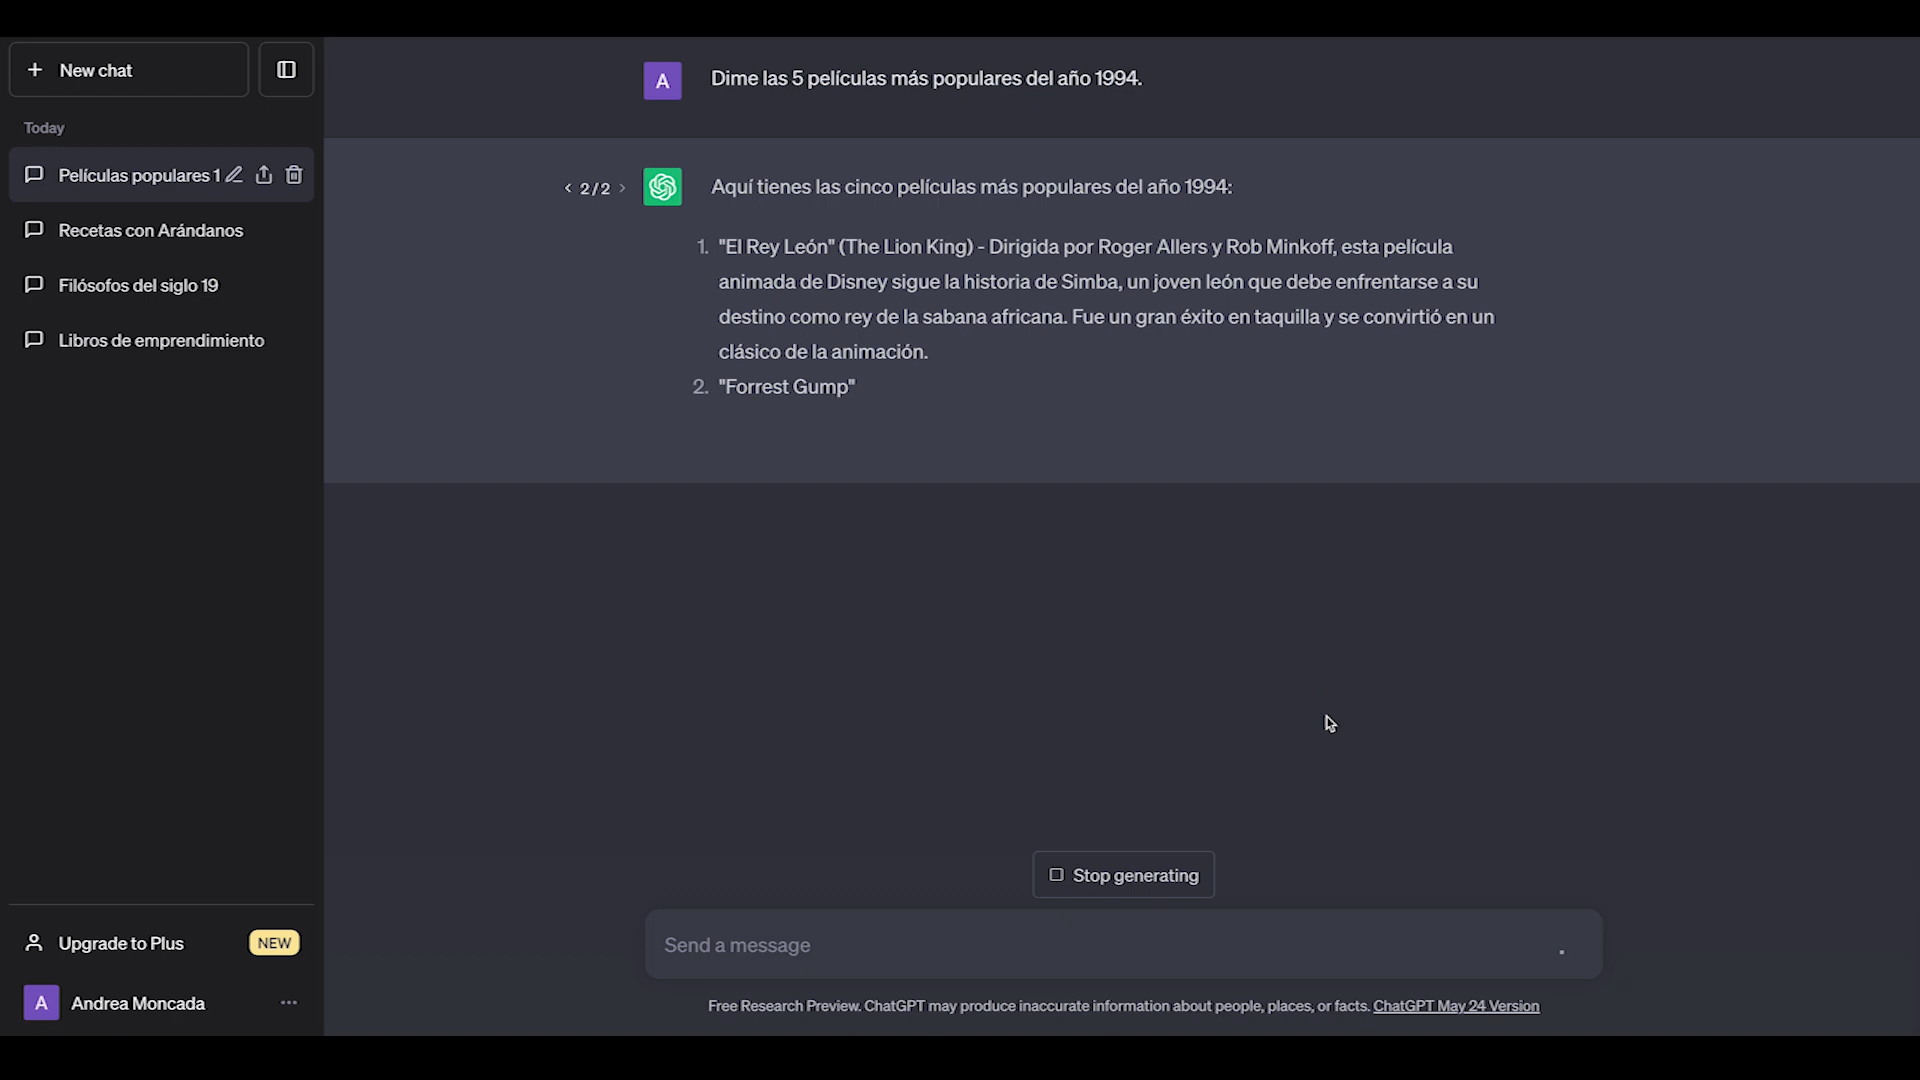 New chat
Today
Películas populares 1
Recetas con Arándanos
Filósofos del siglo 19
Libros de emprendimiento
Upgrade to Plus NEW
A Andrea Moncada
A Dime las 5 películas más populares del año 1994.
< 2/2 > Aquí tienes las cinco películas más populares del año 1994:
1. "El Rey León" (The Lion King) - Dirigida por Roger Allers y Rob Minkoff, esta película
animada de Disney sigue la historia de Simba, un joven león que debe enfrentarse a su
destino como rey de la sabana africana. Fue un gran éxito en taquilla y se convirtió en un
clásico de la animación.
2. "Forrest Gump"
Stop generating
Send a message
Free Research Preview. ChatGPT may produce inaccurate information about people, places, or facts. ChatGPT May 24 Version